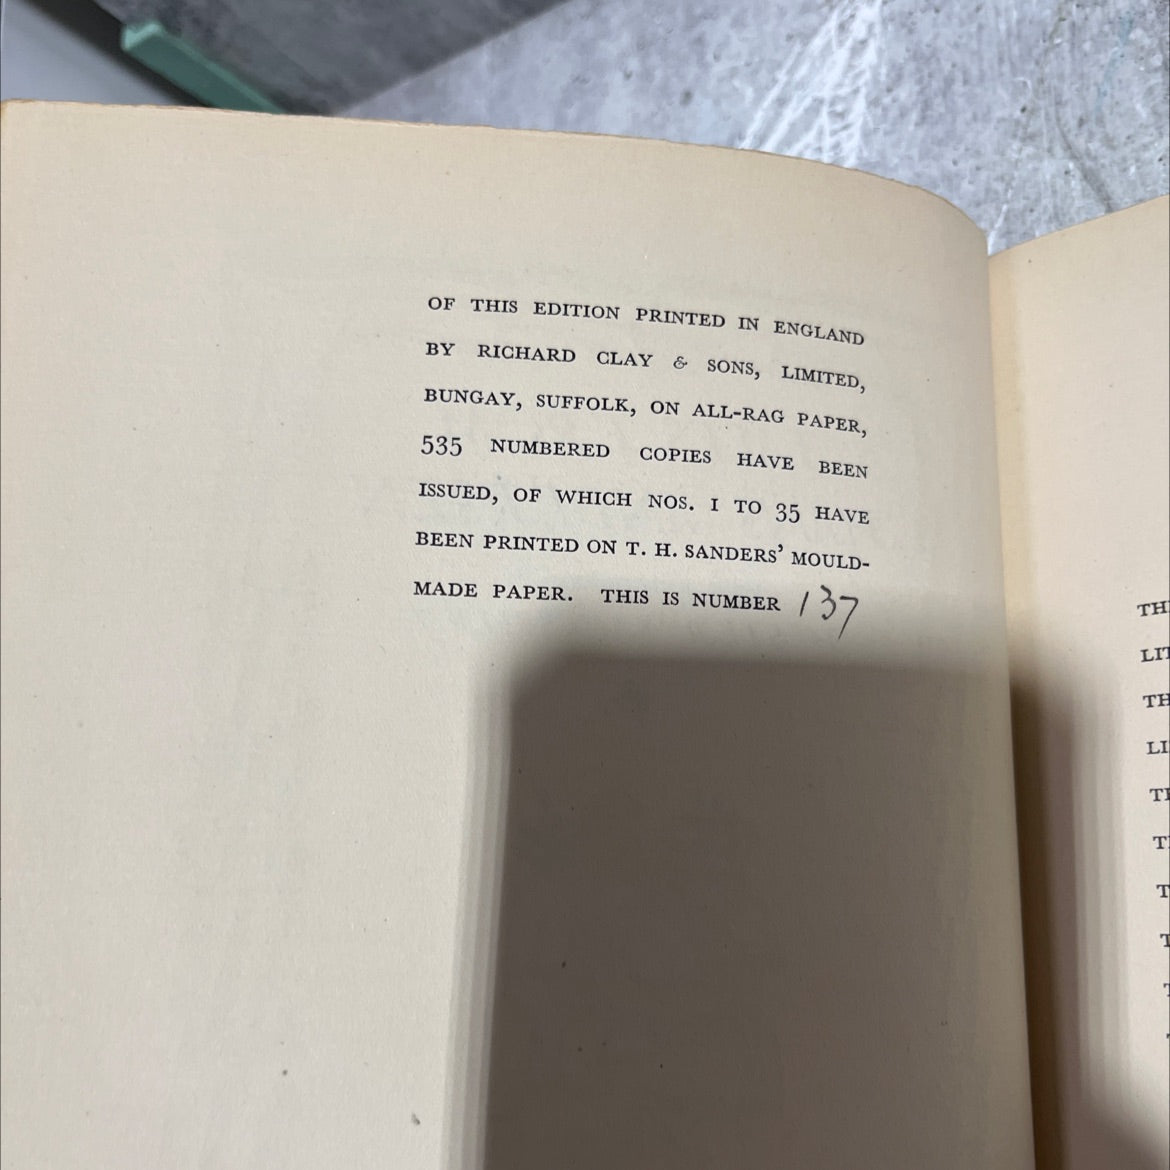 OF THIS EDITION PRINTED IN ENGLAND
BY RICHARD CLAY & SONS, LIMITED,
BUNGAY, SUFFOLK, ON ALL-RAG PAPER,
535 NUMBERED COPIES HAVE BEEN
ISSUED, OF WHICH NOS. 1 TO 35 HAVE
BEEN PRINTED ON T. H. SANDERS' MOULD-
MADE PAPER. THIS IS NUMBER 137